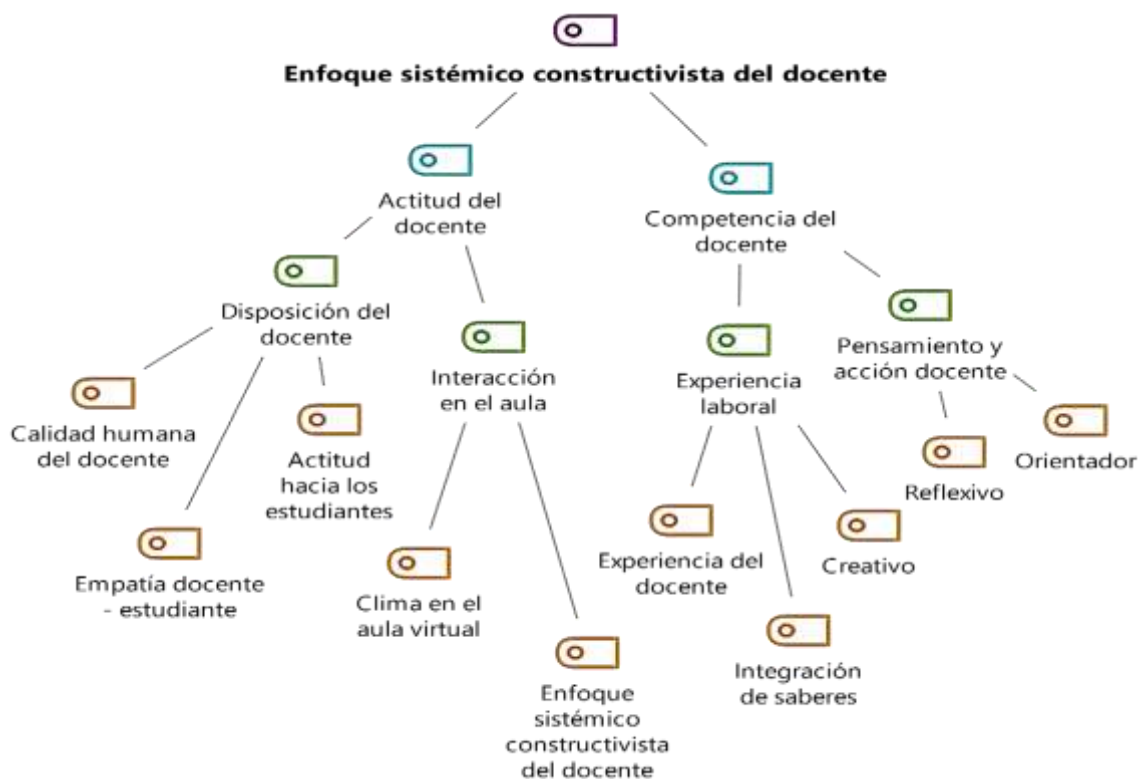 Enfoque sistémico constructivista del docente
Actitud del
docente
Competencia del
docente
Disposición del
docente
Interacción
en el aula
Experiencia
laboral
Pensamiento y
acción docente
Calidad humana
del docente
Actitud
hacia los
estudiantes
Orientador
Reflexivo
Empatía docente
- estudiante
Clima en el
aula virtual
Experiencia del
docente
Creativo
Enfoque
sistémico
constructivista
del docente
Integración
de saberes